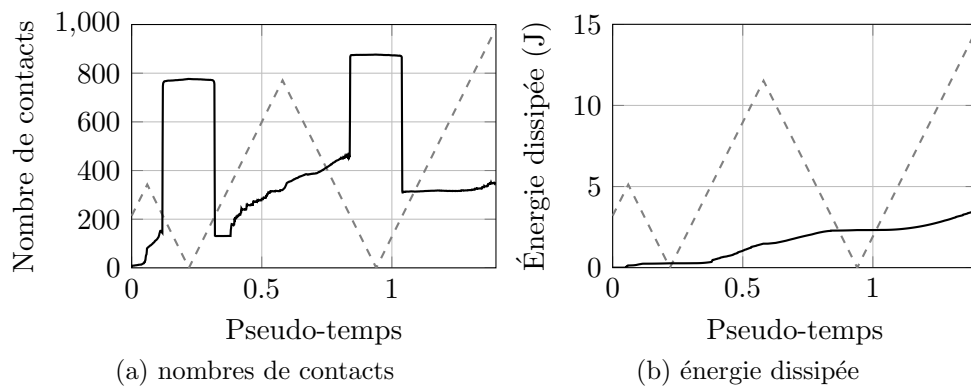 Nombre de contacts
1,000
800
600
400
200
0
0
0.5
1
Pseudo-temps
(a) nombres de contacts
Énergie dissipée (J)
15
10
5
0
0
0.5
1
Pseudo-temps
(b) énergie dissipée